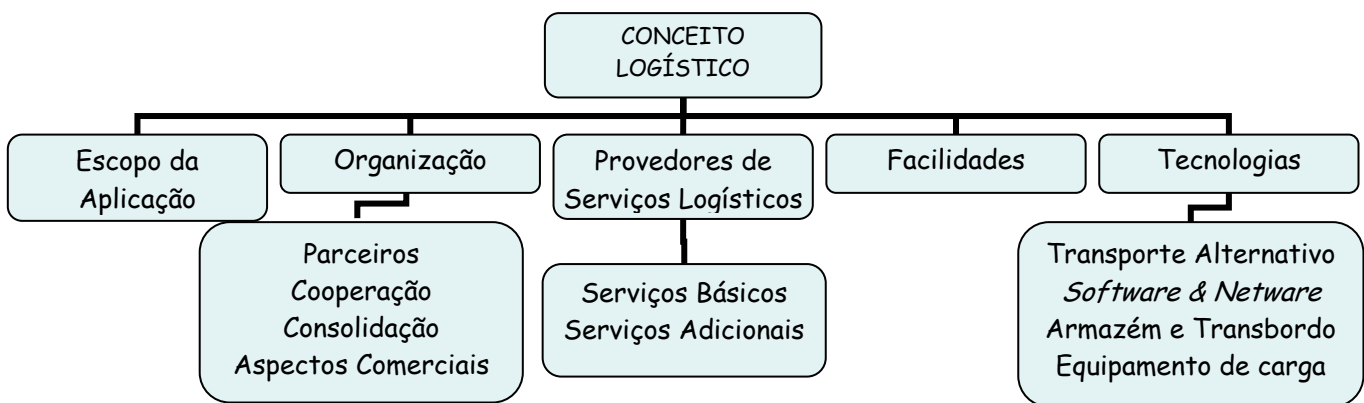 CONCEITO
LOGÍSTICO
Escopo da
Aplicação
Organização
Provedores de
Serviços Logísticos
Facilidades
Tecnologias
Parceiros
Cooperação
Consolidação
Aspectos Comerciais
Serviços Básicos
Serviços Adicionais
Transporte Alternativo
Software & Netware
Armazém e Transbordo
Equipamento de carga